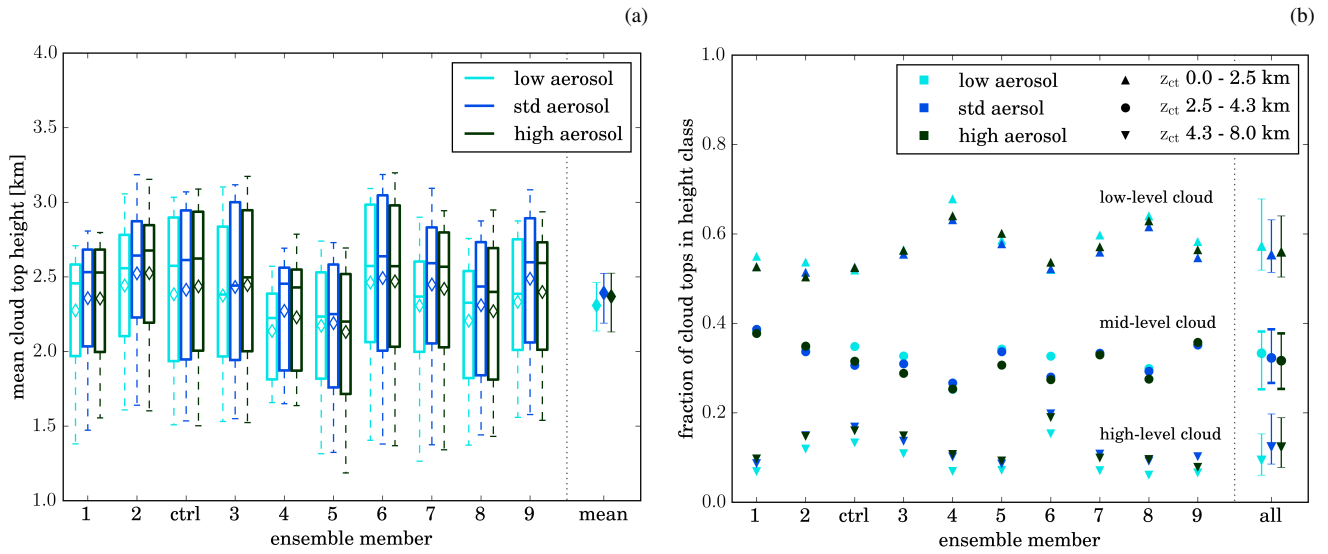 (a)
4.0
3.5
3.0
2.5
2.0
1.5
1.0
mean cloud top height [km]
low aerosol
std aerosol
high aerosol
1 2 ctrl 3 4 5 6 7 8 9 mean
ensemble member
(b)
1.0
0.8
0.6
0.4
0.2
0.0
fraction of cloud tops in height class
low aerosol
std aersol
high aerosol
zct 0.0 - 2.5 km
zct 2.5 - 4.3 km
zct 4.3 - 8.0 km
low-level cloud
mid-level cloud
high-level cloud
1 2 ctrl 3 4 5 6 7 8 9 all
ensemble member